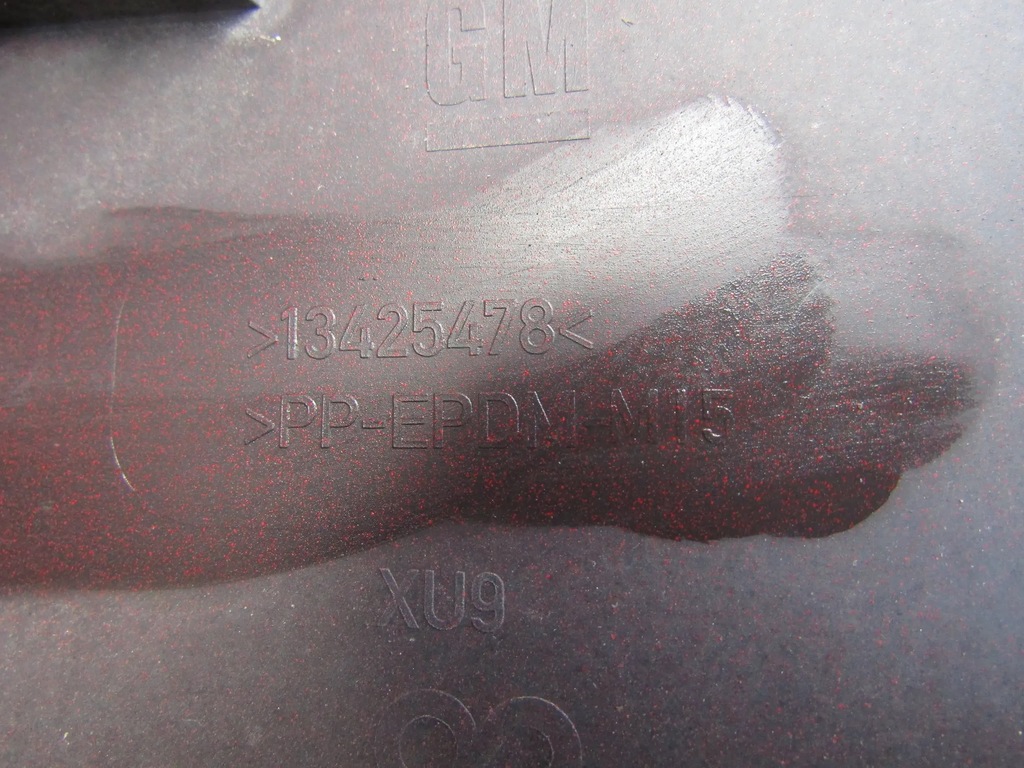 GM
>13425478<
>PP-EPDM-M15
XU9